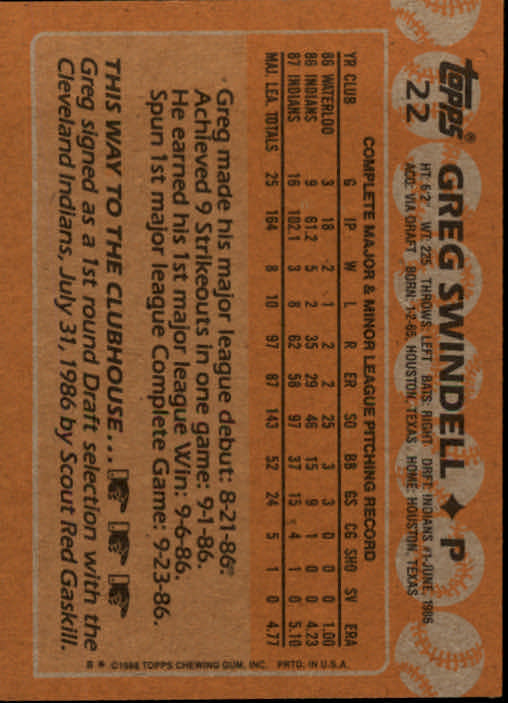 topps®
22
GREG SWINDELL ✦ P
HT: 6'2" WT: 225 THROWS: LEFT BATS: RIGHT DRFT: INDIANS #1-JUNE, 1986
ACQ: VIA DRAFT BORN: 1-2-65, HOUSTON, TEXAS HOME: HOUSTON, TEXAS
COMPLETE MAJOR & MINOR LEAGUE PITCHING RECORD
YR CLUB G IP W L R ER SO BB GS CG SHO SV ERA
86 WATERLOO 3 18 2 1 2 2 25 3 3 0 0 0 1.00
86 INDIANS 9 61.2 5 2 35 29 46 15 9 1 0 0 4.23
87 INDIANS 16 102.1 3 8 62 58 97 37 15 4 1 0 5.10
MAJ. LEA. TOTALS 25 164 8 10 97 87 143 52 24 5 1 0 4.77
Greg made his major league debut: 8-21-86.
Achieved 9 Strikeouts in one game: 9-1-86.
He earned his 1st major league Win: 9-6-86.
Spun 1st major league Complete Game: 9-23-86.
THIS WAY TO THE CLUBHOUSE...
Greg signed as a 1st round Draft selection with the
Cleveland Indians, July 31, 1986 by Scout Red Gaskill.
B * ©1988 TOPPS CHEWING GUM, INC. PRTD. IN U.S.A.